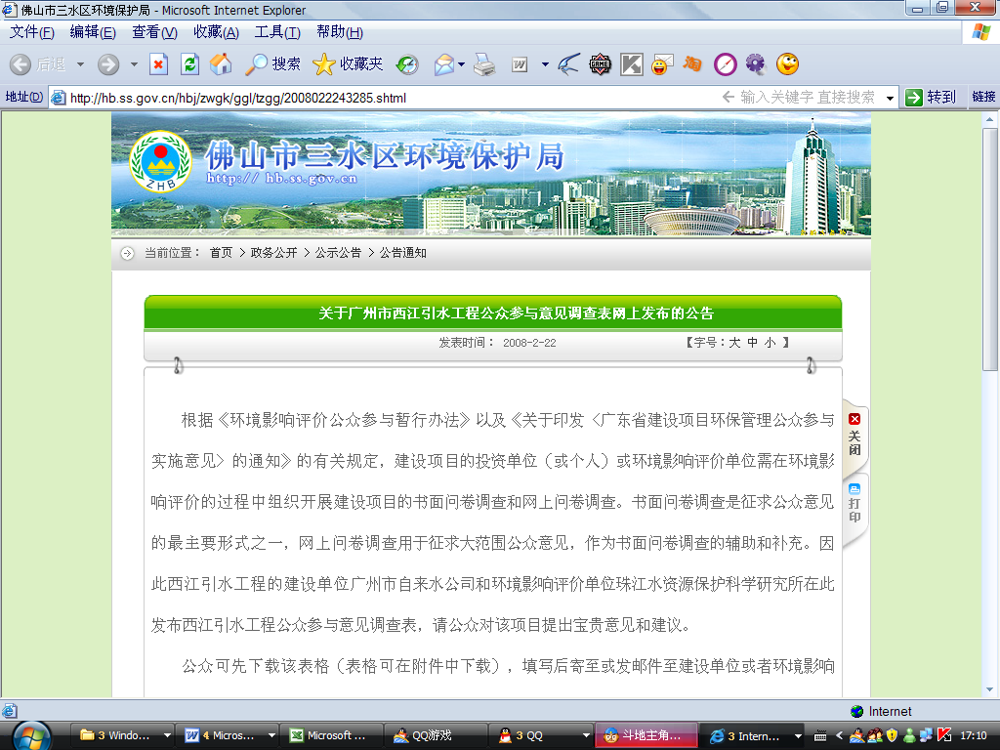 佛山市三水区环境保护局 - Microsoft Internet Explorer
文件(F) 编辑(E) 查看(V) 收藏(A) 工具(T) 帮助(H)
后退 搜索 收藏夹
地址(D) http://hb.ss.gov.cn/hbj/zwgk/ggl/tzgg/2008022243285.shtml 输入关键字 直接搜索 转到 链接
佛山市三水区环境保护局
http://hb.ss.gov.cn
ZHB
当前位置： 首页 > 政务公开 > 公示公告 > 公告通知
关于广州市西江引水工程公众参与意见调查表网上发布的公告
发表时间： 2008-2-22 【字号：大 中 小 】
根据《环境影响评价公众参与暂行办法》以及《关于印发〈广东省建设项目环保管理公众参与
实施意见〉的通知》的有关规定，建设项目的投资单位（或个人）或环境影响评价单位需在环境影
响评价的过程中组织开展建设项目的书面问卷调查和网上问卷调查。书面问卷调查是征求公众意见
的最主要形式之一，网上问卷调查用于征求大范围公众意见，作为书面问卷调查的辅助和补充。因
此西江引水工程的建设单位广州市自来水公司和环境影响评价单位珠江水资源保护科学研究所在此
发布西江引水工程公众参与意见调查表，请公众对该项目提出宝贵意见和建议。
公众可先下载该表格（表格可在附件中下载），填写后寄至或发邮件至建设单位或者环境影响
关闭
打印
Internet
3 Windo... 4 Micros... Microsoft ... QQ游戏 3 QQ 斗地主角... 3 Intern... 17:10